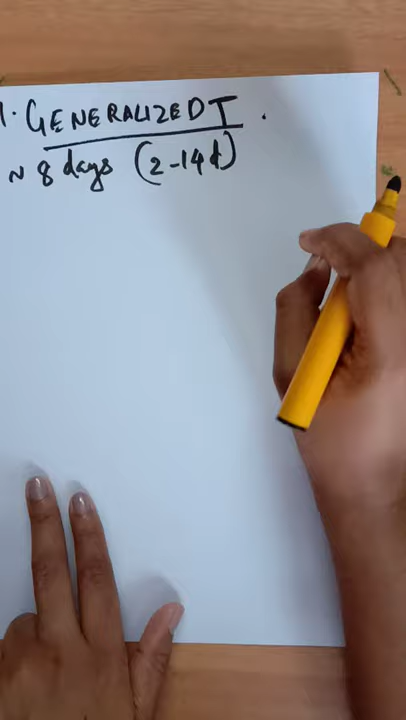 1. GENERALIZED T.
~ 8 days (2-14d)